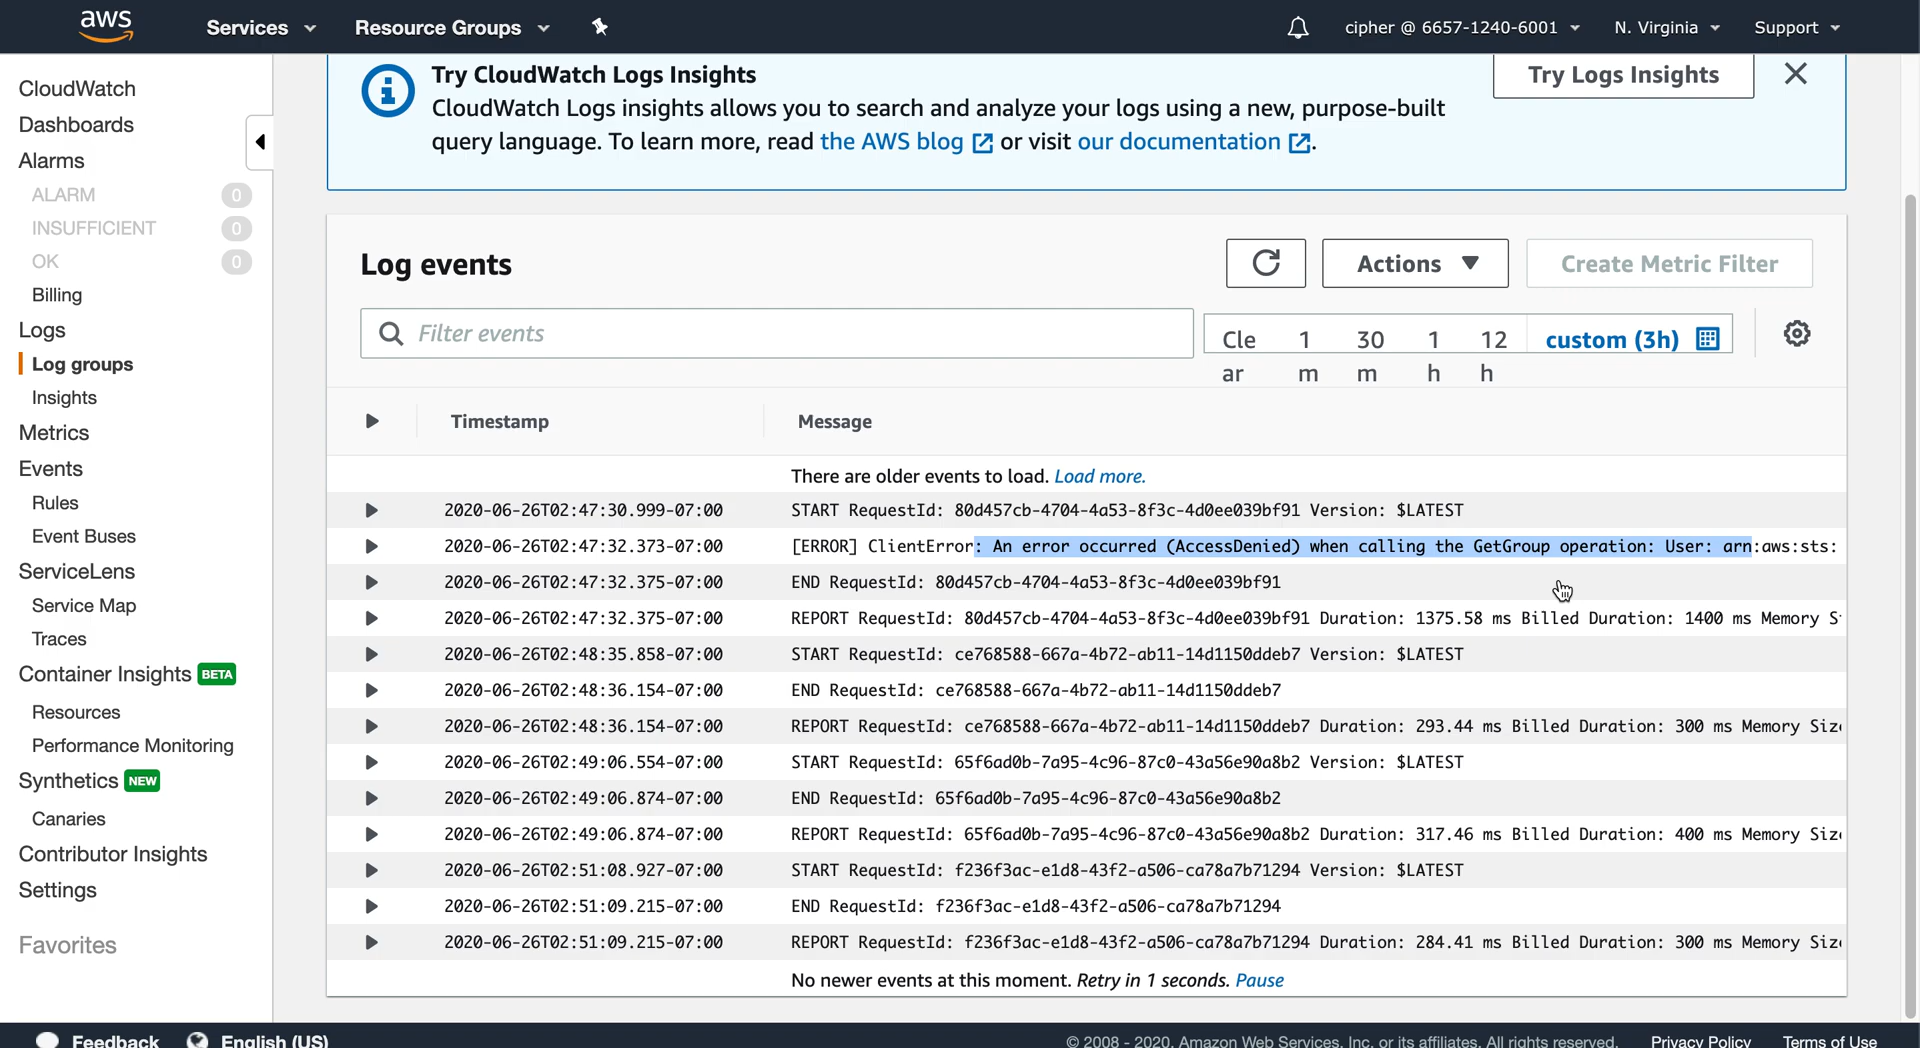 aws Services Resource Groups cipher @ 6657-1240-6001 N. Virginia Support
CloudWatch
Dashboards
Alarms
ALARM 0
INSUFFICIENT 0
OK 0
Billing
Logs
Log groups
Insights
Metrics
Events
Rules
Event Buses
ServiceLens
Service Map
Traces
Container Insights BETA
Resources
Performance Monitoring
Synthetics NEW
Canaries
Contributor Insights
Settings
Favorites
Try CloudWatch Logs Insights
CloudWatch Logs insights allows you to search and analyze your logs using a new, purpose-built
query language. To learn more, read the AWS blog or visit our documentation.
Try Logs Insights
Log events
Actions
Create Metric Filter
Filter events
Cle 1 30 1 12 custom (3h)
ar m m h h
Timestamp Message
There are older events to load. Load more.
2020-06-26T02:47:30.999-07:00 START RequestId: 80d457cb-4704-4a53-8f3c-4d0ee039bf91 Version: $LATEST
2020-06-26T02:47:32.373-07:00 [ERROR] ClientError: An error occurred (AccessDenied) when calling the GetGroup operation: User: arn:aws:sts:
2020-06-26T02:47:32.375-07:00 END RequestId: 80d457cb-4704-4a53-8f3c-4d0ee039bf91
2020-06-26T02:47:32.375-07:00 REPORT RequestId: 80d457cb-4704-4a53-8f3c-4d0ee039bf91 Duration: 1375.58 ms Billed Duration: 1400 ms Memory S
2020-06-26T02:48:35.858-07:00 START RequestId: ce768588-667a-4b72-ab11-14d1150ddeb7 Version: $LATEST
2020-06-26T02:48:36.154-07:00 END RequestId: ce768588-667a-4b72-ab11-14d1150ddeb7
2020-06-26T02:48:36.154-07:00 REPORT RequestId: ce768588-667a-4b72-ab11-14d1150ddeb7 Duration: 293.44 ms Billed Duration: 300 ms Memory Siz
2020-06-26T02:49:06.554-07:00 START RequestId: 65f6ad0b-7a95-4c96-87c0-43a56e90a8b2 Version: $LATEST
2020-06-26T02:49:06.874-07:00 END RequestId: 65f6ad0b-7a95-4c96-87c0-43a56e90a8b2
2020-06-26T02:49:06.874-07:00 REPORT RequestId: 65f6ad0b-7a95-4c96-87c0-43a56e90a8b2 Duration: 317.46 ms Billed Duration: 400 ms Memory Siz
2020-06-26T02:51:08.927-07:00 START RequestId: f236f3ac-e1d8-43f2-a506-ca78a7b71294 Version: $LATEST
2020-06-26T02:51:09.215-07:00 END RequestId: f236f3ac-e1d8-43f2-a506-ca78a7b71294
2020-06-26T02:51:09.215-07:00 REPORT RequestId: f236f3ac-e1d8-43f2-a506-ca78a7b71294 Duration: 284.41 ms Billed Duration: 300 ms Memory Siz
No newer events at this moment. Retry in 1 seconds. Pause
Feedback English (US) © 2008 - 2020, Amazon Web Services, Inc. or its affiliates. All rights reserved. Privacy Policy Terms of Use